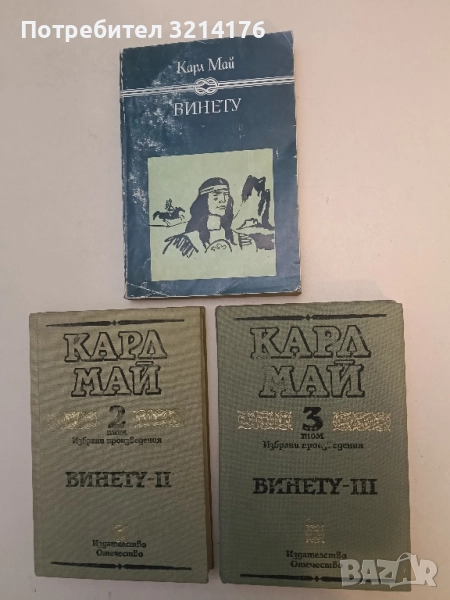 Потребител 3214176
Карл Май
ВИНЕТУ
КАРЛ
МАЙ
2
том
Избрани произведения
ВИНЕТУ-II
Издателство
Отечество
КАРЛ
МАЙ
3
том
Избрани произведения
ВИНЕТУ-III
Издателство
Отечество
BAZAR